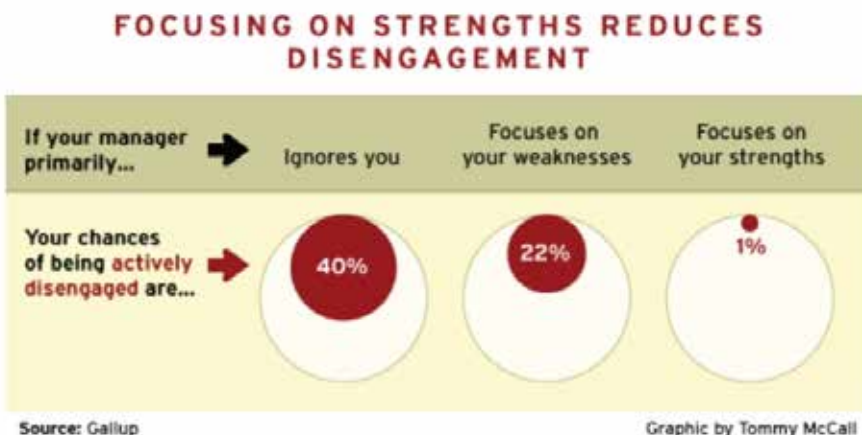 FOCUSING ON STRENGTHS REDUCES
DISENGAGEMENT
If your manager
primarily...
Ignores you
Focuses on
your weaknesses
Focuses on
your strengths
Your chances
of being actively
disengaged are...
40%
22%
1%
Source: Gallup
Graphic by Tommy McCall